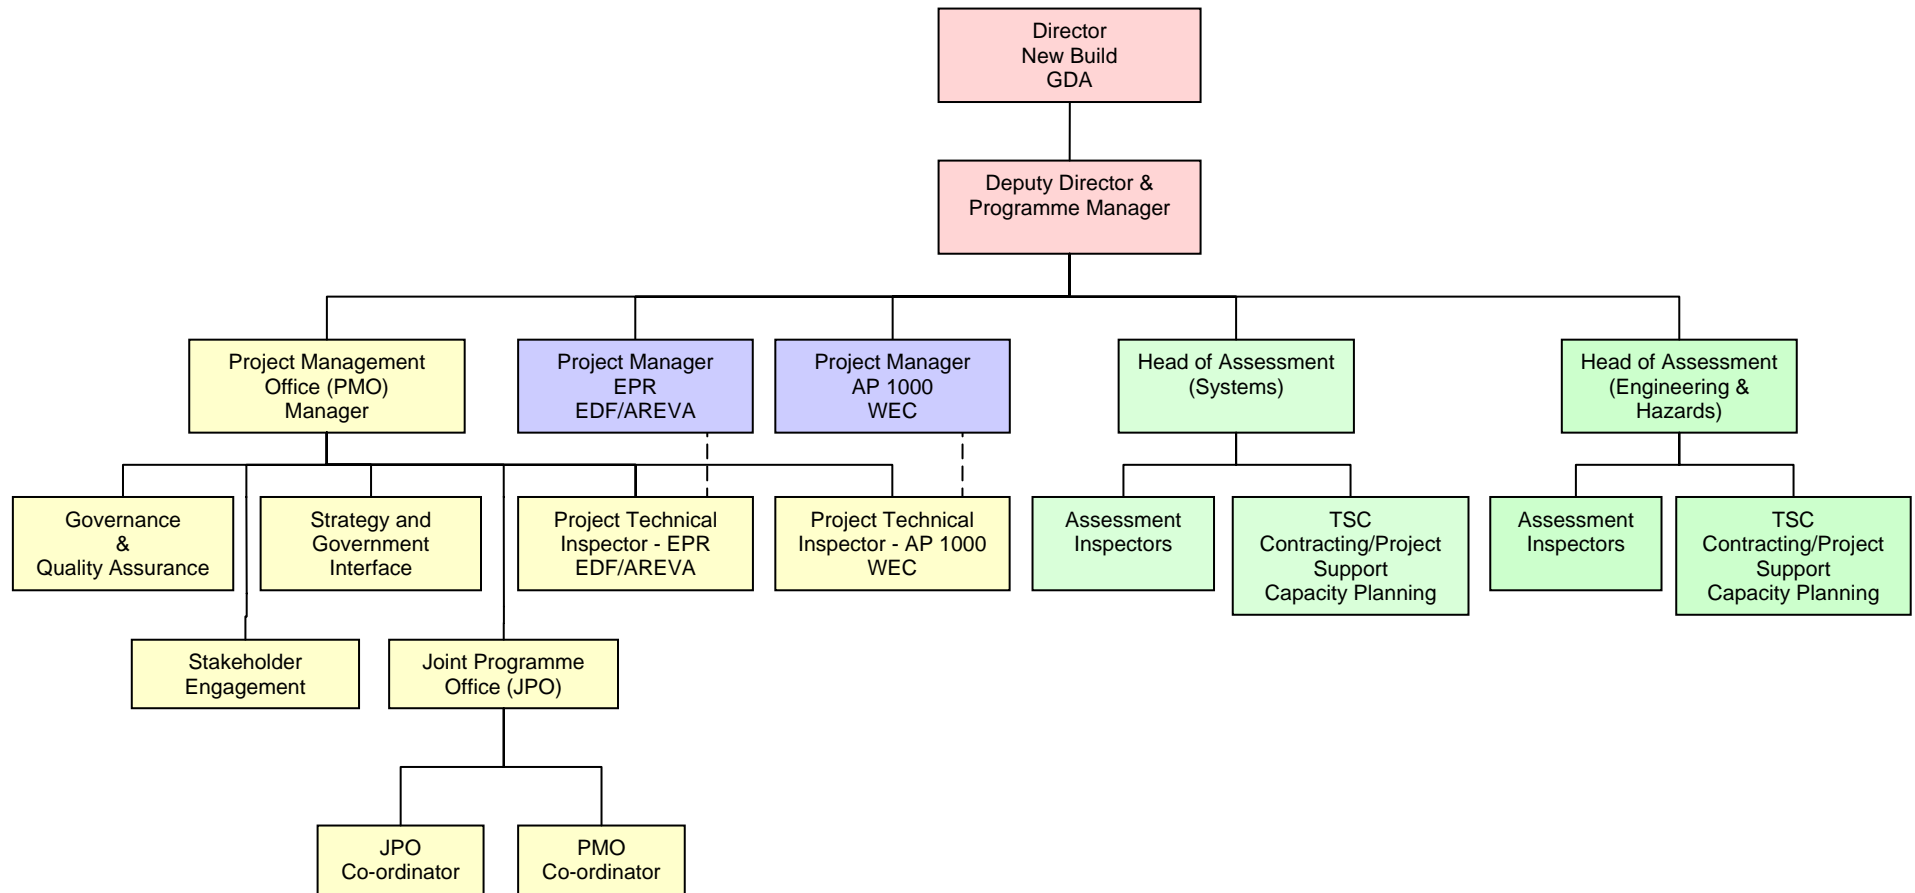 Director
New Build
GDA
Deputy Director &
Programme Manager
Project Management
Office (PMO)
Manager
Project Manager
EPR
EDF/AREVA
Project Manager
AP 1000
WEC
Head of Assessment
(Systems)
Head of Assessment
(Engineering &
Hazards)
Governance
&
Quality Assurance
Strategy and
Government
Interface
Project Technical
Inspector - EPR
EDF/AREVA
Project Technical
Inspector - AP 1000
WEC
Assessment
Inspectors
TSC
Contracting/Project
Support
Capacity Planning
Assessment
Inspectors
TSC
Contracting/Project
Support
Capacity Planning
Stakeholder
Engagement
Joint Programme
Office (JPO)
JPO
Co-ordinator
PMO
Co-ordinator